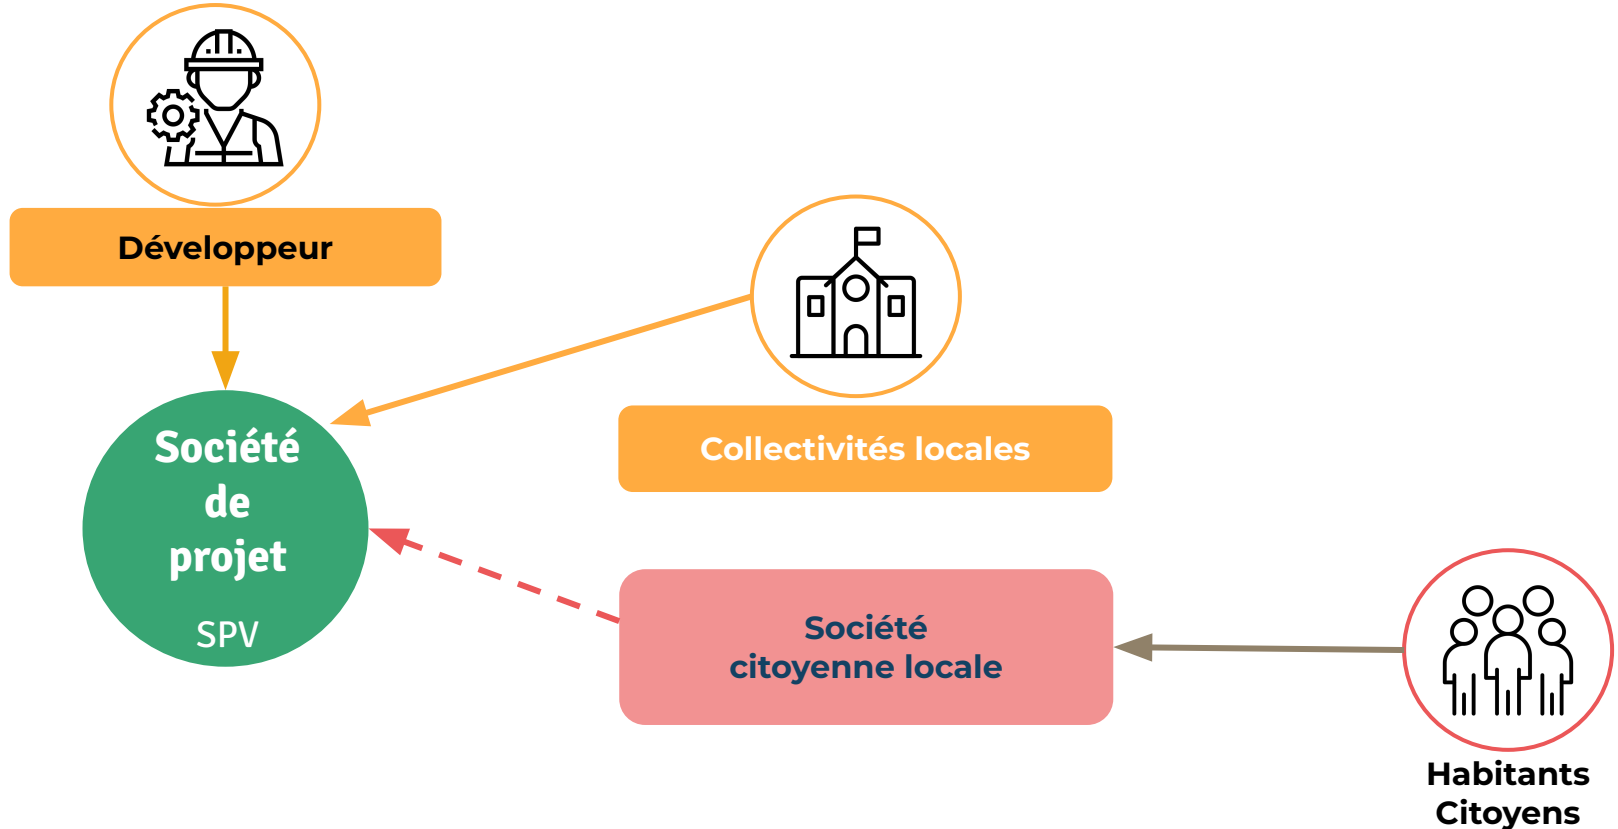 Développeur
Collectivités locales
Société
de
projet
SPV
Société
citoyenne locale
Habitants
Citoyens